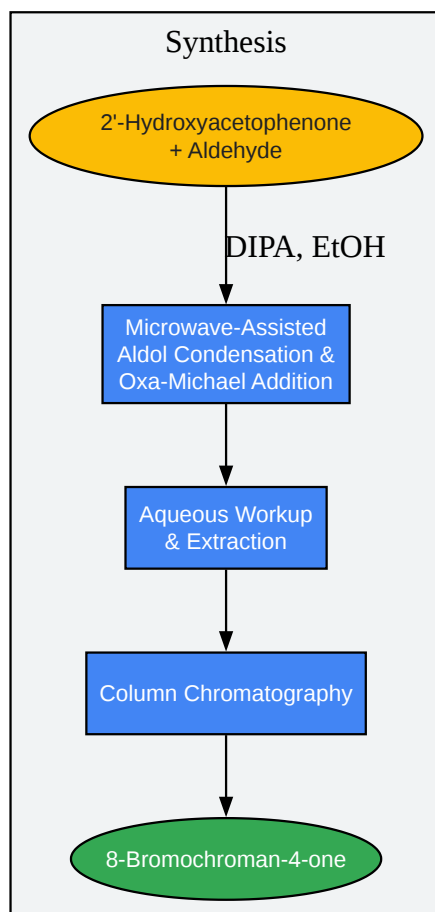 Synthesis
2'-Hydroxyacetophenone
+ Aldehyde
DIPA, EtOH
Microwave-Assisted
Aldol Condensation &
Oxa-Michael Addition
Aqueous Workup
& Extraction
Column Chromatography
8-Bromochroman-4-one